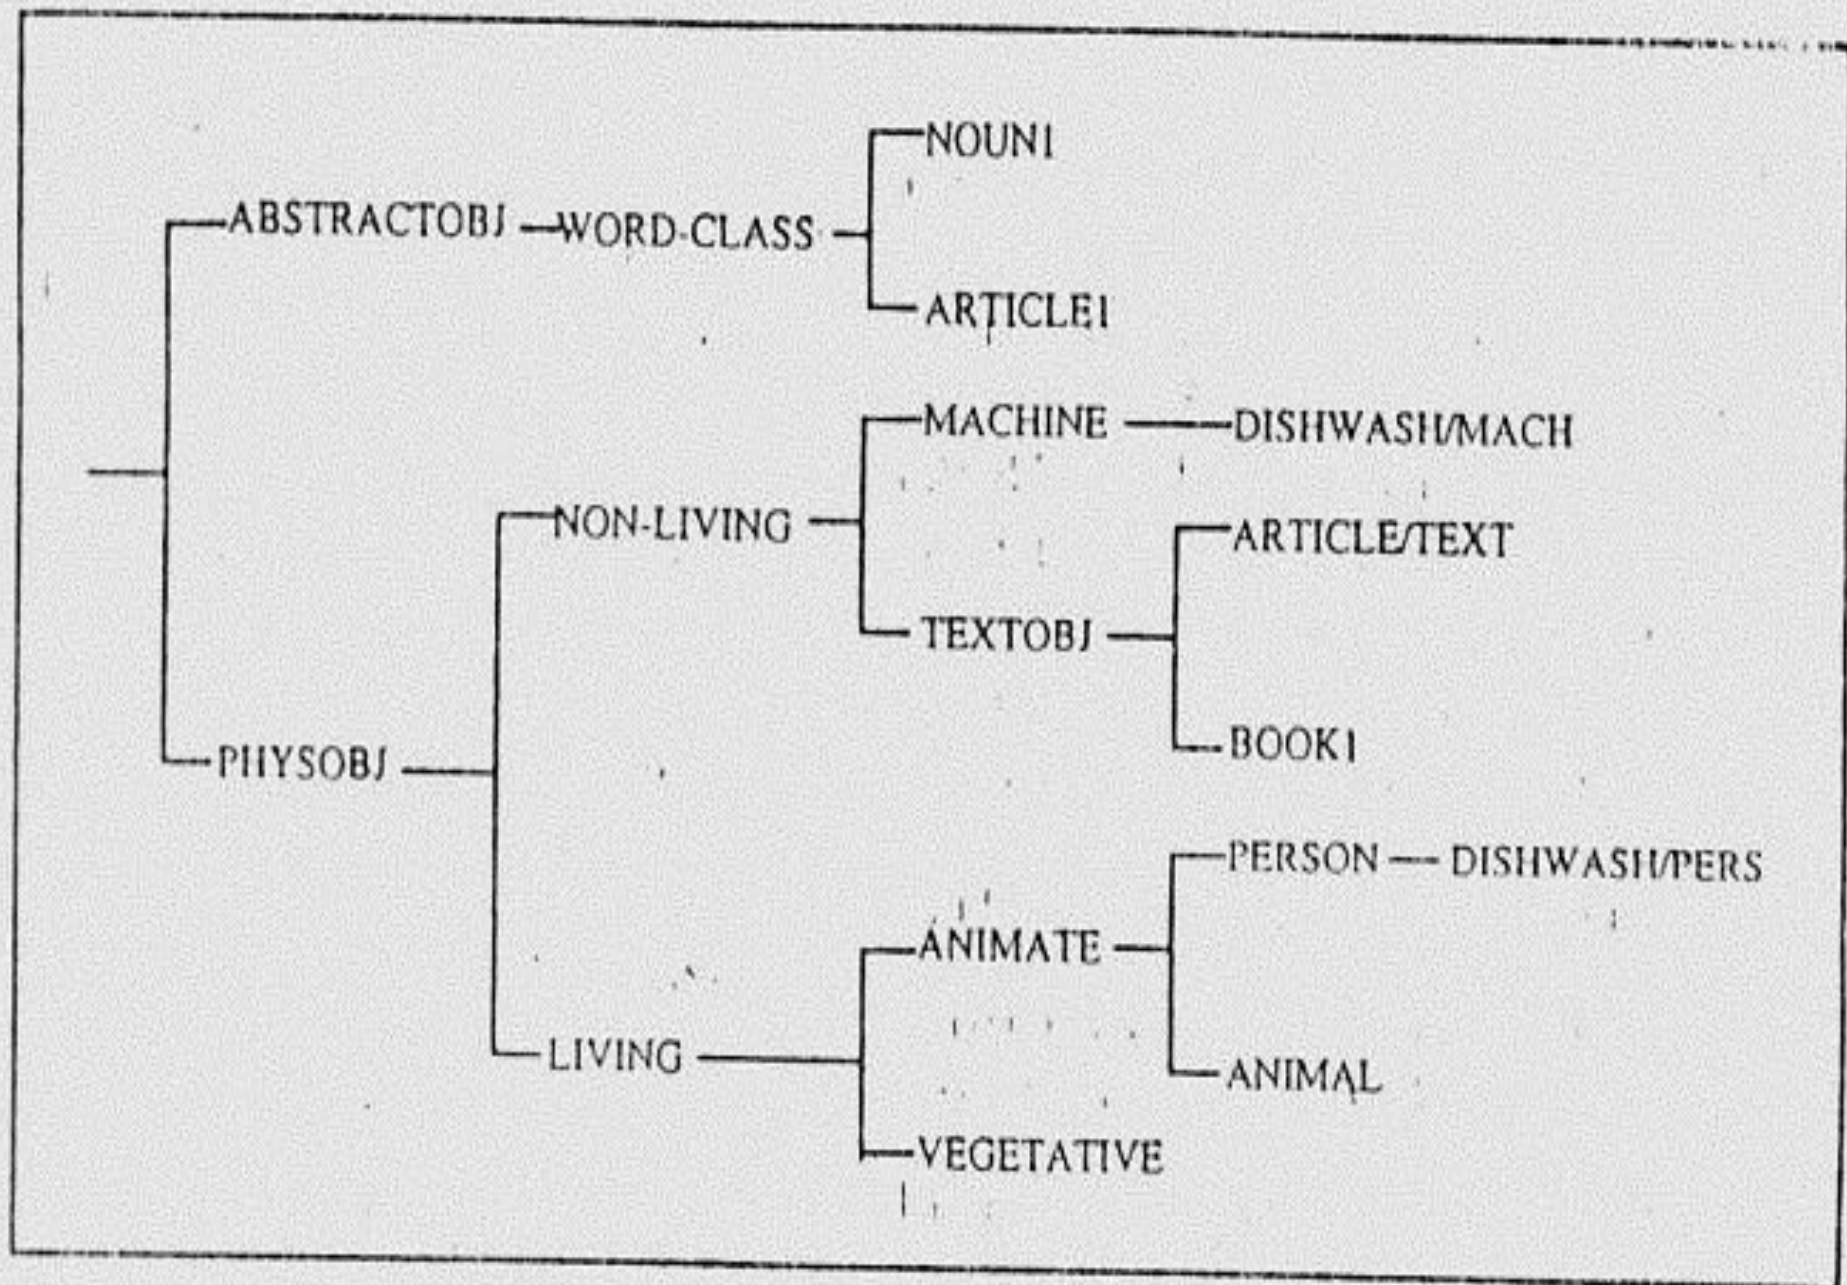 NOUN1
ABSTRACTOBJ WORD-CLASS
ARTICLE1
MACHINE DISHWASH/MACH
NON-LIVING ARTICLE/TEXT
TEXTOBJ
PHYSOBJ BOOK1
PERSON DISHWASH/PERS
ANIMATE
LIVING ANIMAL
VEGETATIVE